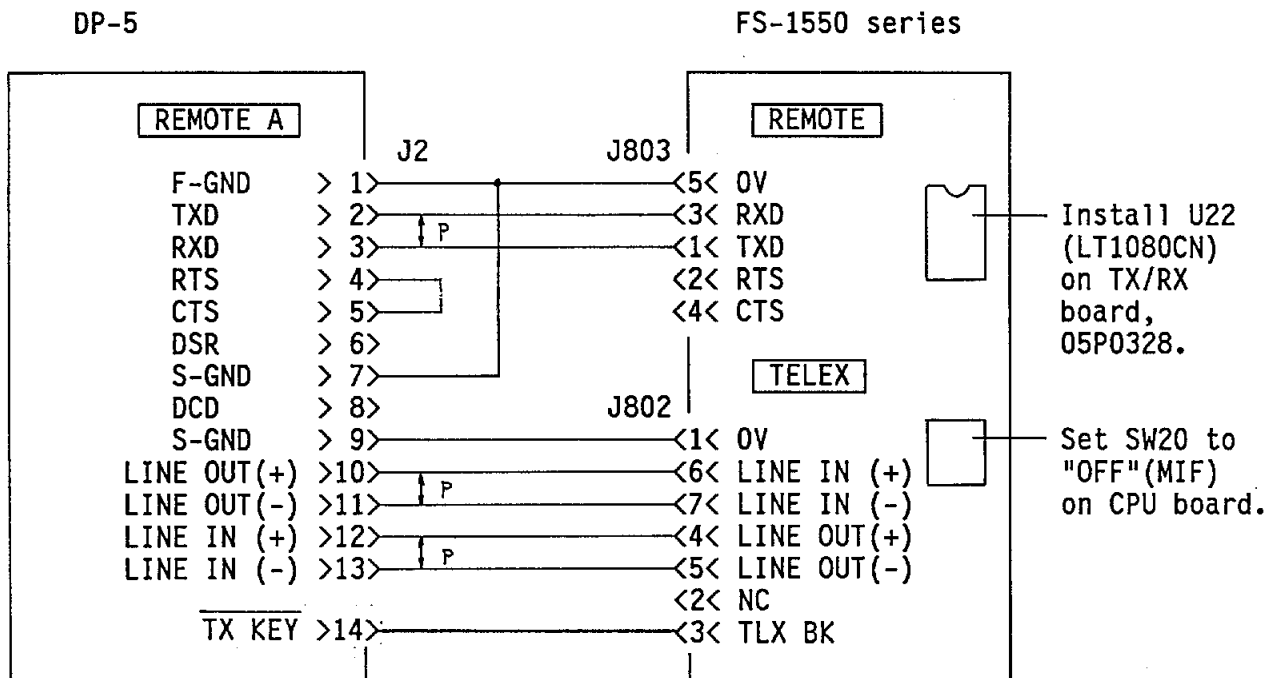 DP-5 FS-1550 series
REMOTE A REMOTE
J2 J803
F-GND > 1> <5< 0V
TXD > 2> <3< RXD
P
RXD > 3> <1< TXD
RTS > 4> <2< RTS
CTS > 5> <4< CTS
DSR > 6>
S-GND > 7> TELEX
DCD > 8> J802
S-GND > 9> <1< 0V
LINE OUT(+) >10> <6< LINE IN (+)
P
LINE OUT(-) >11> <7< LINE IN (-)
LINE IN (+) >12> <4< LINE OUT(+)
P
LINE IN (-) >13> <5< LINE OUT(-)
<2< NC
TX KEY >14> <3< TLX BK
Install U22
(LT1080CN)
on TX/RX
board,
05P0328.
Set SW20 to
"OFF"(MIF)
on CPU board.